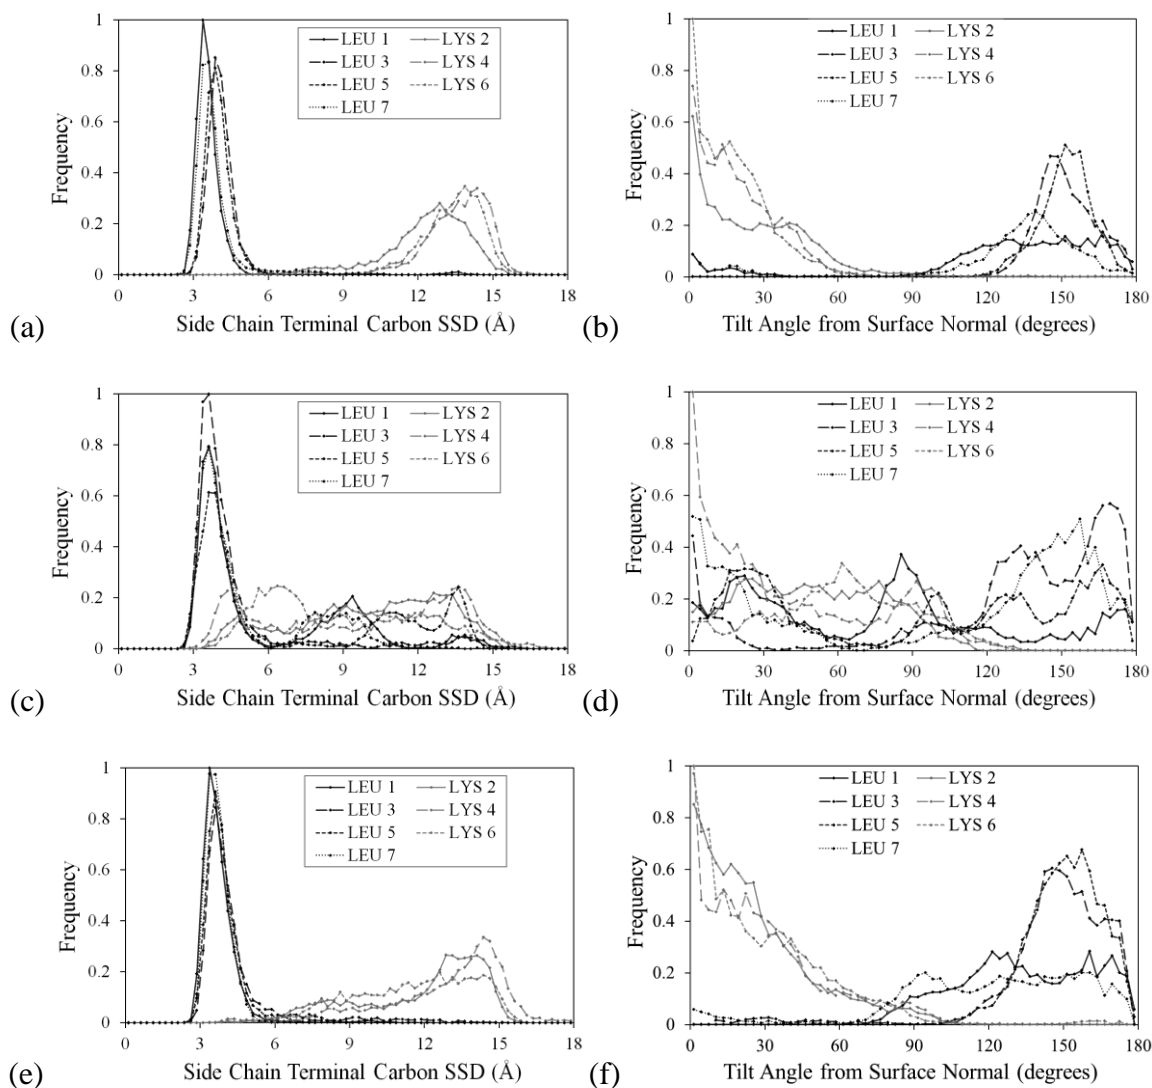 1
0.8
0.6
0.4
0.2
0
Frequency
LEU 1 LYS 2
LEU 3 LYS 4
LEU 5 LYS 6
LEU 7
0 3 6 9 12 15 18
(a) Side Chain Terminal Carbon SSD (Å)
1
0.8
0.6
0.4
0.2
0
Frequency
LEU 1 LYS 2
LEU 3 LYS 4
LEU 5 LYS 6
LEU 7
0 30 60 90 120 150 180
(b) Tilt Angle from Surface Normal (degrees)
1
0.8
0.6
0.4
0.2
0
Frequency
LEU 1 LYS 2
LEU 3 LYS 4
LEU 5 LYS 6
LEU 7
0 3 6 9 12 15 18
(c) Side Chain Terminal Carbon SSD (Å)
1
0.8
0.6
0.4
0.2
0
Frequency
LEU 1 LYS 2
LEU 3 LYS 4
LEU 5 LYS 6
LEU 7
0 30 60 90 120 150 180
(d) Tilt Angle from Surface Normal (degrees)
1
0.8
0.6
0.4
0.2
0
Frequency
LEU 1 LYS 2
LEU 3 LYS 4
LEU 5 LYS 6
LEU 7
0 3 6 9 12 15 18
(e) Side Chain Terminal Carbon SSD (Å)
1
0.8
0.6
0.4
0.2
0
Frequency
LEU 1 LYS 2
LEU 3 LYS 4
LEU 5 LYS 6
LEU 7
0 30 60 90 120 150 180
(f) Tilt Angle from Surface Normal (degrees)